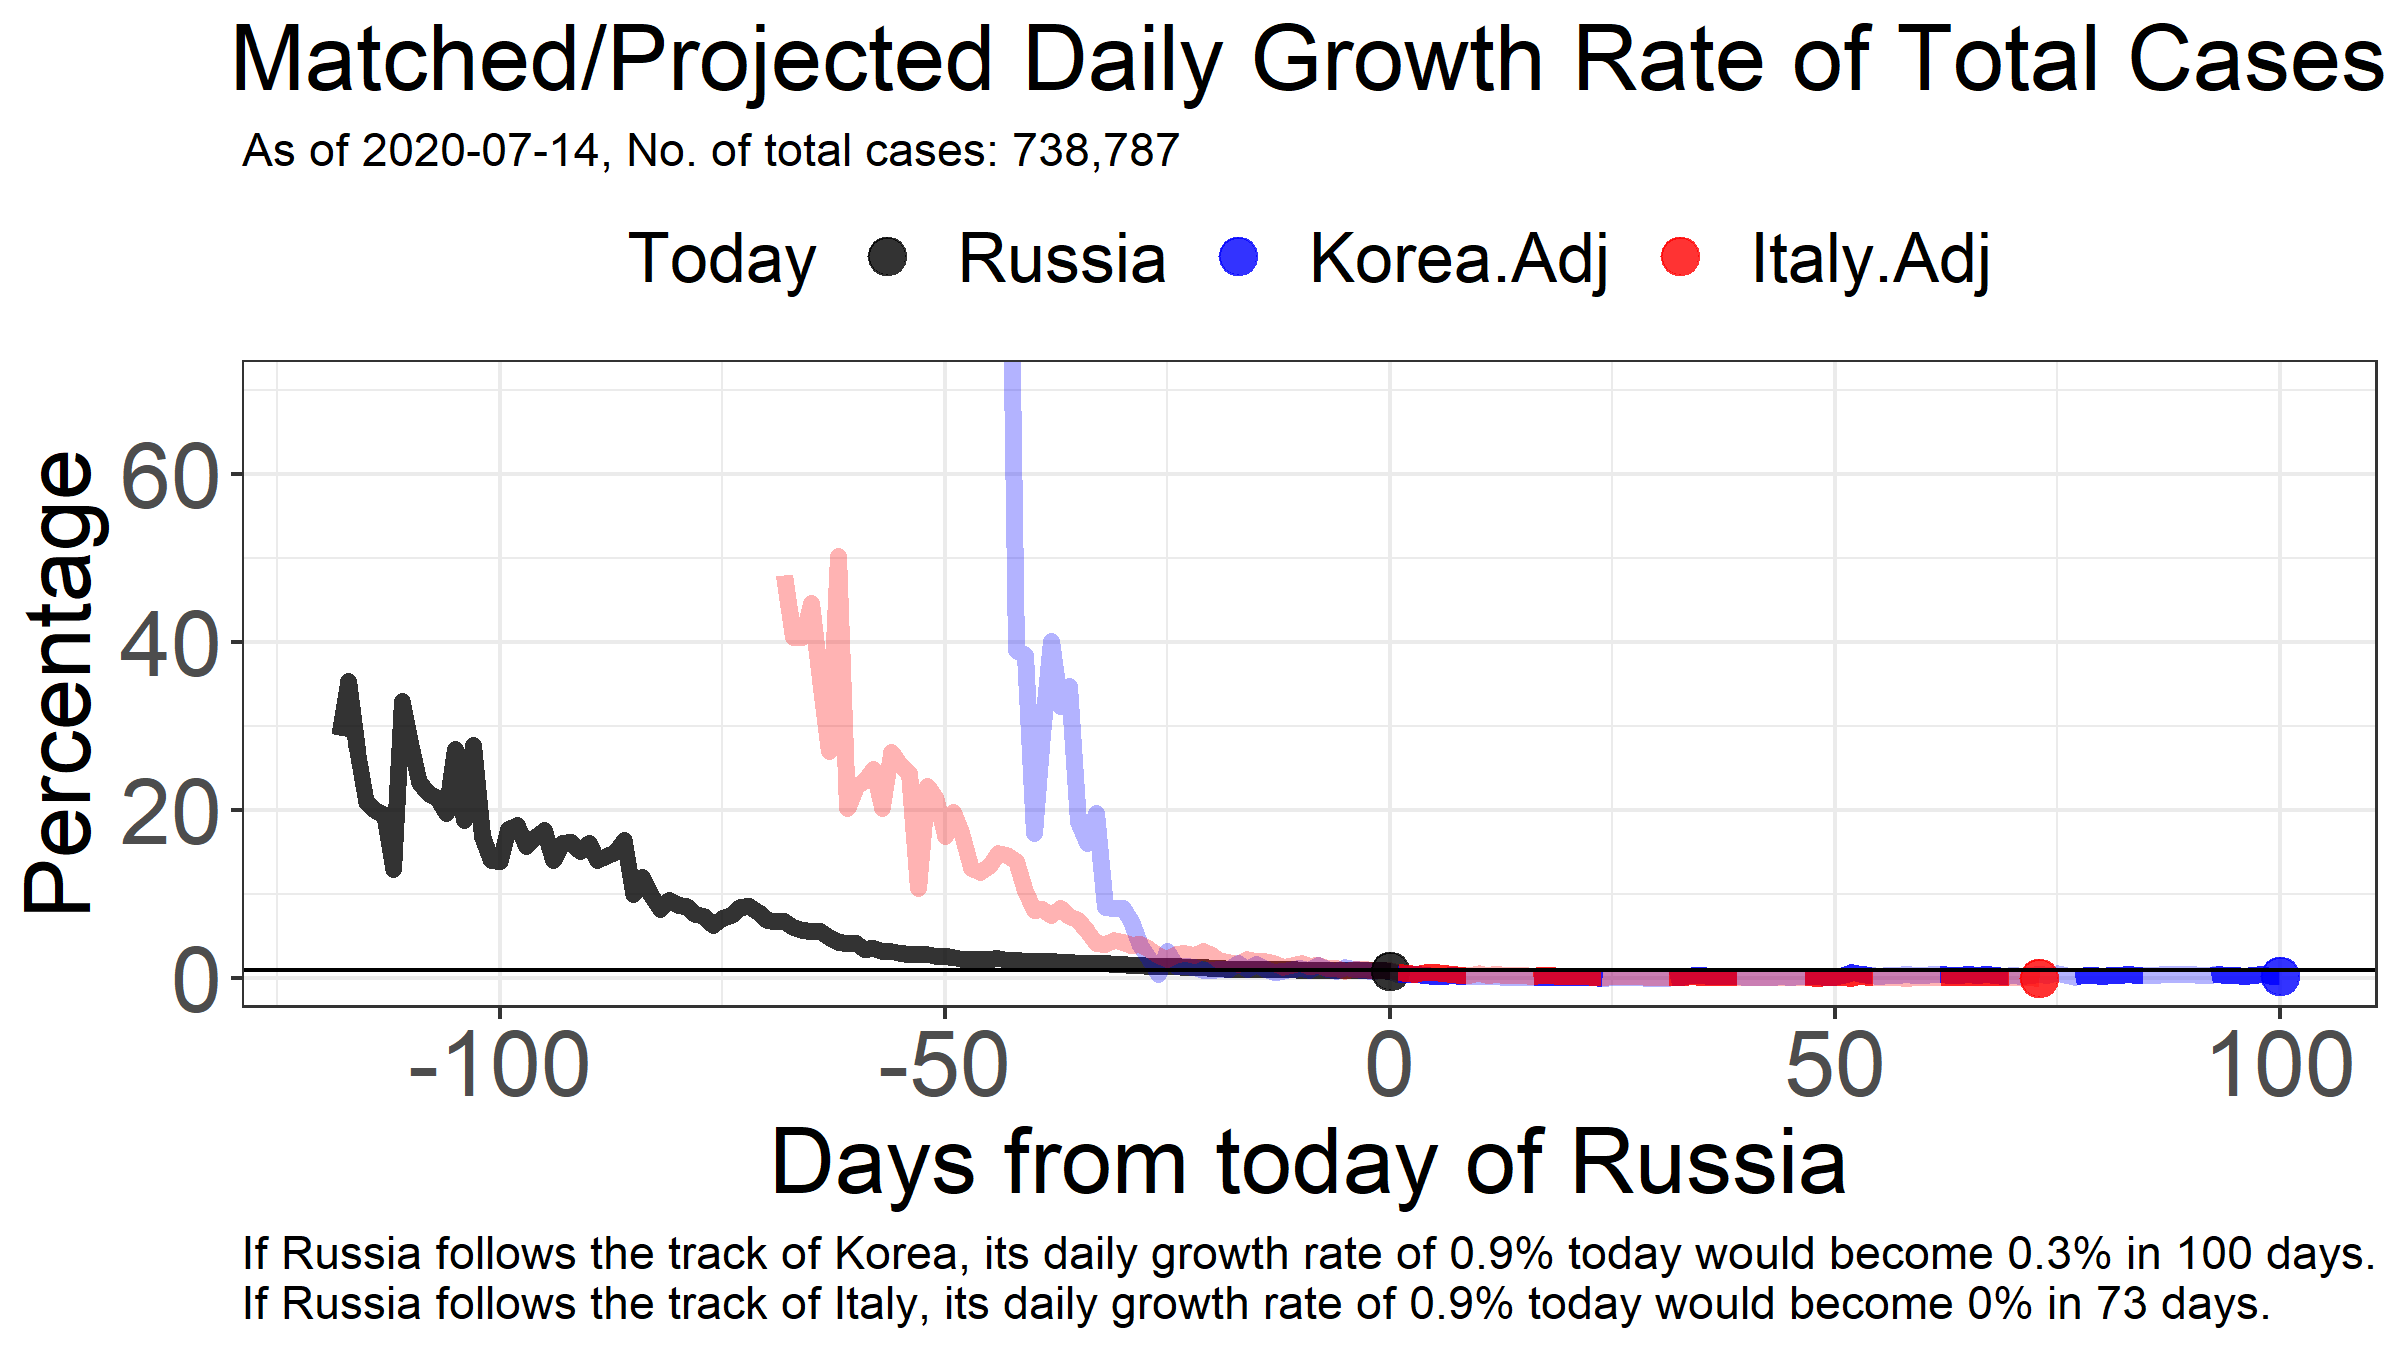 Matched/Projected Daily Growth Rate of Total Cases
As of 2020-07-14, No. of total cases: 738,787
Today Russia Korea.Adj Italy.Adj
Percentage
60
40
20
0
-100 -50 0 50 100
Days from today of Russia
If Russia follows the track of Korea, its daily growth rate of 0.9% today would become 0.3% in 100 days.
If Russia follows the track of Italy, its daily growth rate of 0.9% today would become 0% in 73 days.